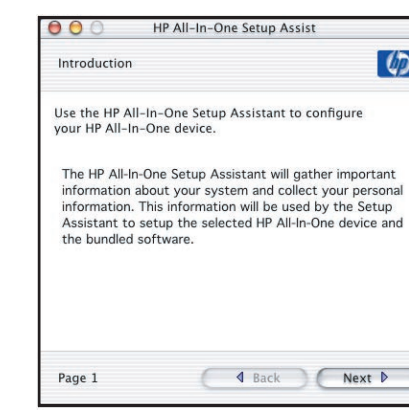 HP All-In-One Setup Assist
Introduction
hp
Use the HP All-In-One Setup Assistant to configure
your HP All-In-One device.
The HP All-In-One Setup Assistant will gather important
information about your system and collect your personal
information. This information will be used by the Setup
Assistant to setup the selected HP All-In-One device and
the bundled software.
Page 1
Back
Next